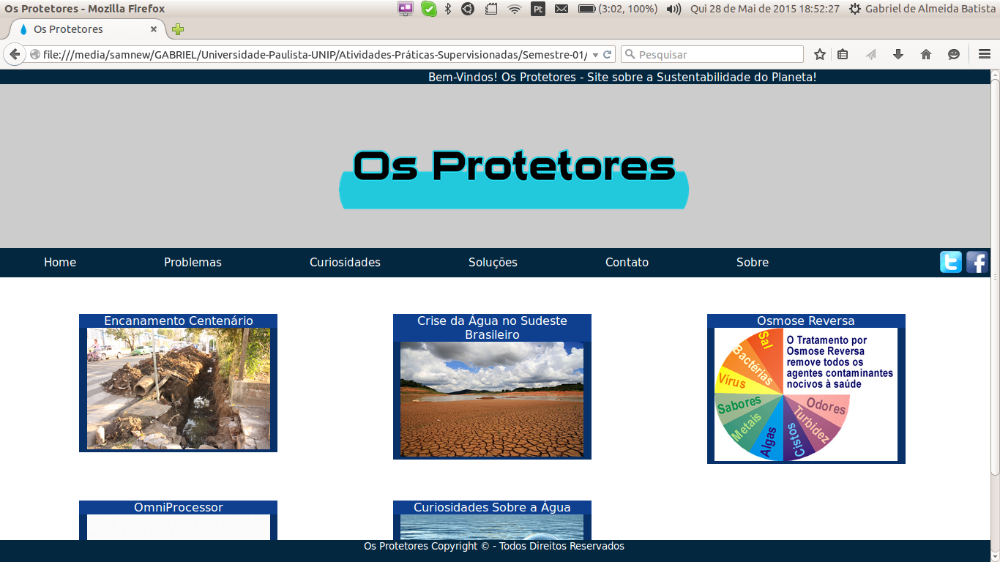 Os Protetores - Mozilla Firefox
Pt
(3:02, 100%)
Qui 28 de Mai de 2015 18:52:27
Gabriel de Almeida Batista
Os Protetores
file:///media/samnew/GABRIEL/Universidade-Paulista-UNIP/Atividades-Práticas-Supervisionadas/Semestre-01/
Pesquisar
Bem-Vindos! Os Protetores - Site sobre a Sustentabilidade do Planeta!
Os Protetores
Home
Problemas
Curiosidades
Soluções
Contato
Sobre
Encanamento Centenário
Crise da Água no Sudeste
Brasileiro
Osmose Reversa
O Tratamento por
Osmose Reversa
remove todos os
agentes contaminantes
nocivos à saúde
Sal
Bactérias
Vírus
Sabores
Metais
Algas
Cistos
Turbidez
Odores
OmniProcessor
Curiosidades Sobre a Água
Os Protetores Copyright © - Todos Direitos Reservados